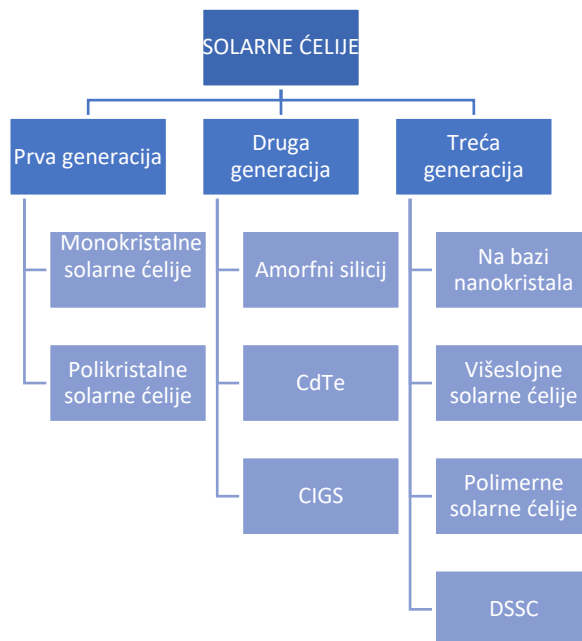 SOLARNE ĆELIJE
Prva generacija
Monokristalne
solarne ćelije
Polikristalne
solarne ćelije
Druga
generacija
Amorfni silicij
CdTe
CIGS
Treća
generacija
Na bazi
nanokristala
Višeslojne
solarne ćelije
Polimerne
solarne ćelije
DSSC